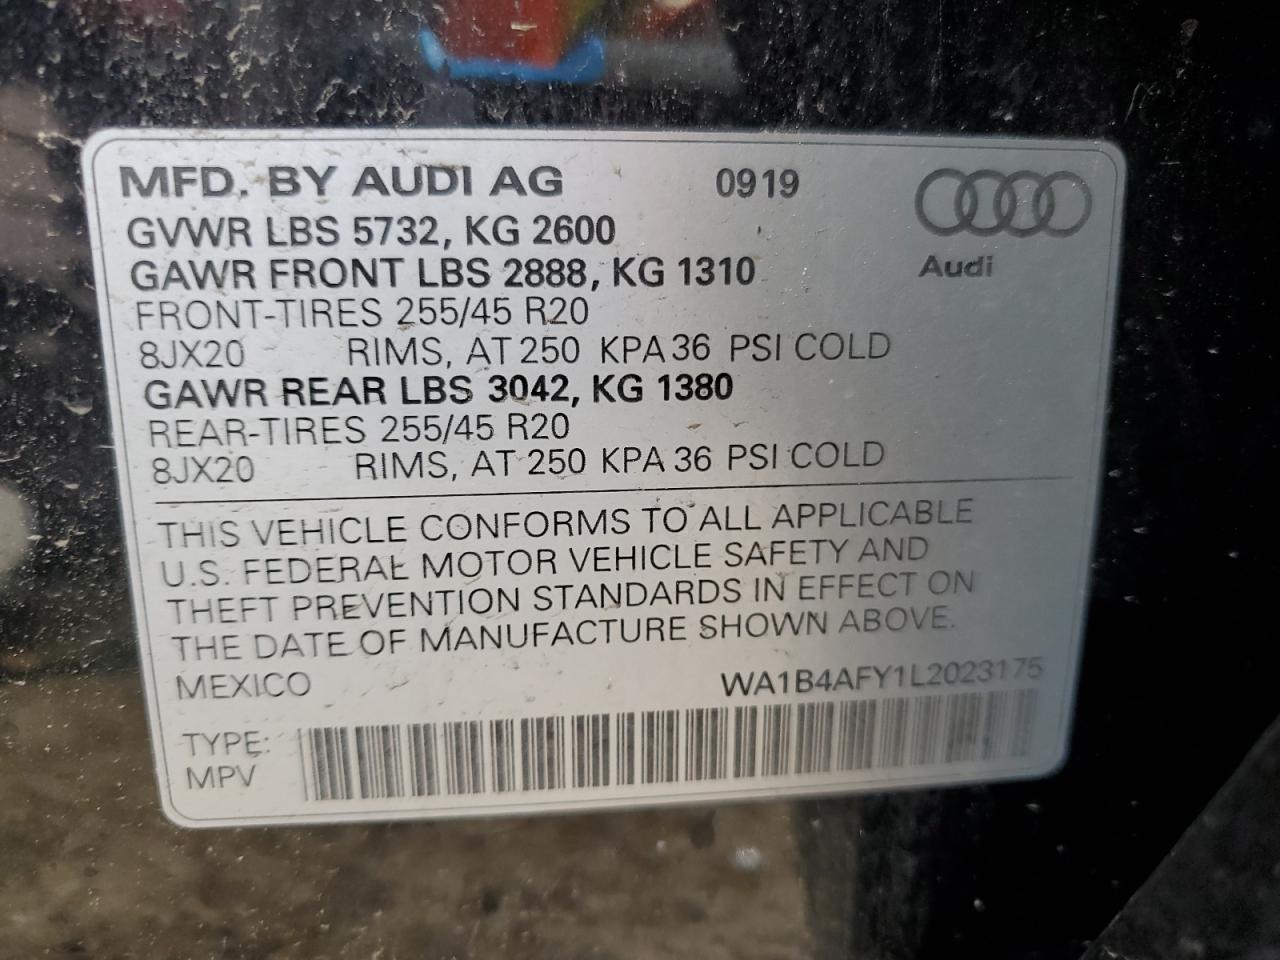 MFD. BY AUDI AG 0919
GVWR LBS 5732, KG 2600
GAWR FRONT LBS 2888, KG 1310
Audi
FRONT-TIRES 255/45 R20
8JX20 RIMS, AT 250 KPA 36 PSI COLD
GAWR REAR LBS 3042, KG 1380
REAR-TIRES 255/45 R20
8JX20 RIMS, AT 250 KPA 36 PSI COLD
THIS VEHICLE CONFORMS TO ALL APPLICABLE
U.S. FEDERAL MOTOR VEHICLE SAFETY AND
THEFT PREVENTION STANDARDS IN EFFECT ON
THE DATE OF MANUFACTURE SHOWN ABOVE.
MEXICO WA1B4AFY1L2023175
TYPE:
MPV